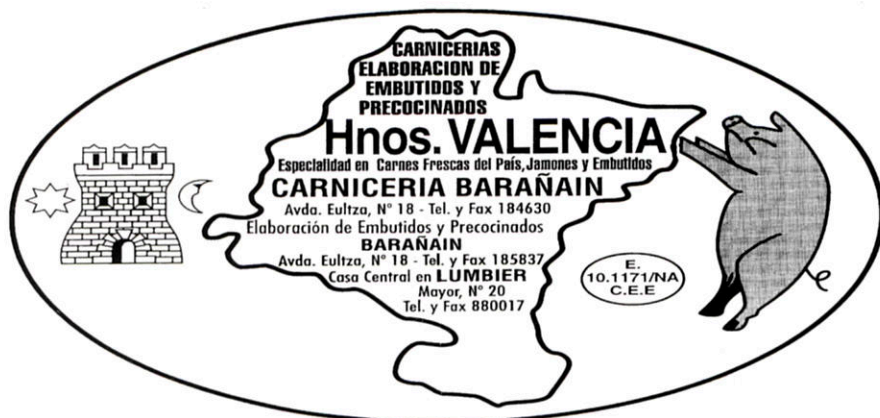 CARNICERIAS
ELABORACION DE
EMBUTIDOS Y
PRECOCINADOS
Hnos. VALENCIA
Especialidad en Carnes Frescas del País, Jamones y Embutidos
CARNICERIA BARAÑAIN
Avda. Eultza, Nº 18 - Tel. y Fax 184630
Elaboración de Embutidos y Precocinados
BARAÑAIN
Avda. Eultza, Nº 18 - Tel. y Fax 185837
Casa Central en LUMBIER
Mayor, Nº 20
Tel. y Fax 880017
E.
10.1171/NA
C.E.E